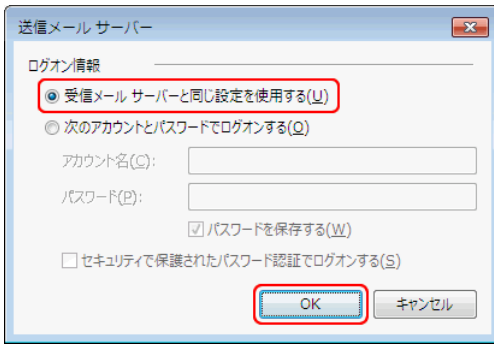 送信メール サーバー
ログオン情報
受信メール サーバーと同じ設定を使用する(U)
次のアカウントとパスワードでログオンする(O)
アカウント名(C):
パスワード(P):
パスワードを保存する(W)
セキュリティで保護されたパスワード認証でログオンする(S)
OK キャンセル